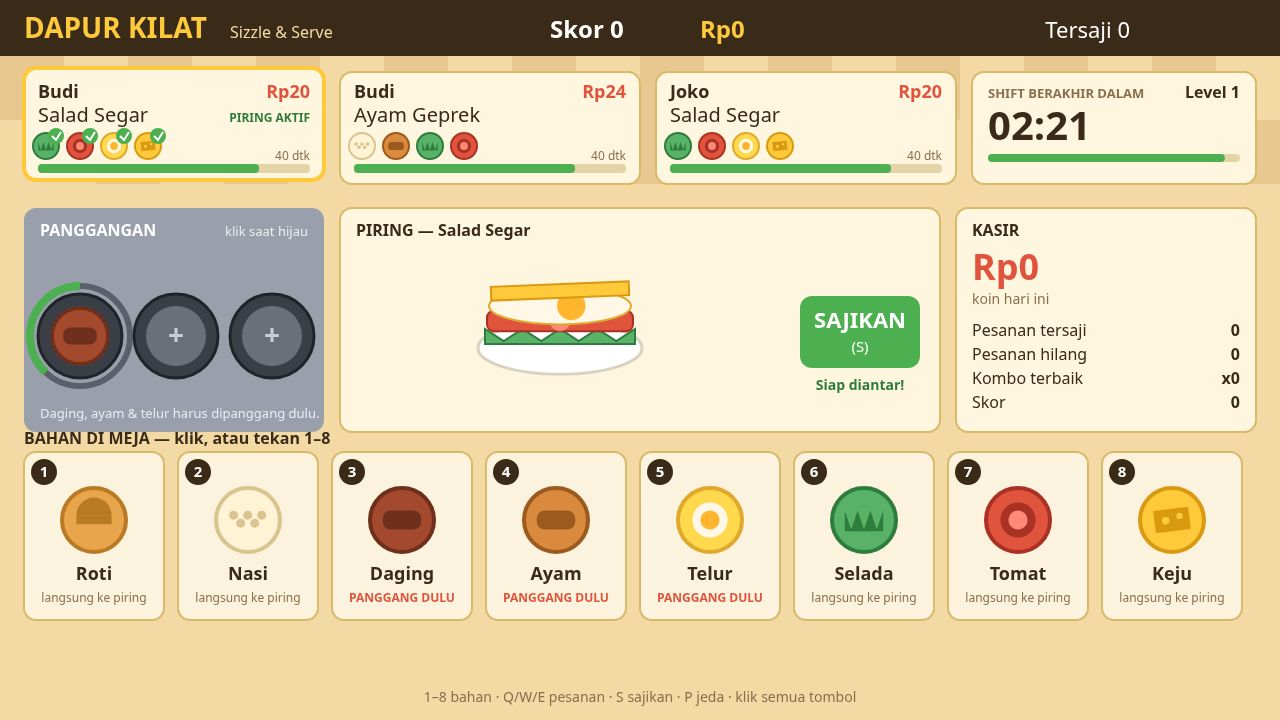 DAPUR KILAT Sizzle & Serve Skor 0 Rp0 Tersaji 0
Budi Rp20
Salad Segar PIRING AKTIF
40 dtk
Budi Rp24
Ayam Geprek
40 dtk
Joko Rp20
Salad Segar
40 dtk
SHIFT BERAKHIR DALAM Level 1
02:21
PANGGANGAN klik saat hijau
+ +
Daging, ayam & telur harus dipanggang dulu.
PIRING — Salad Segar
SAJIKAN
(S)
Siap diantar!
KASIR
Rp0
koin hari ini
Pesanan tersaji 0
Pesanan hilang 0
Kombo terbaik x0
Skor 0
BAHAN DI MEJA — klik, atau tekan 1–8
1
Roti
langsung ke piring
2
Nasi
langsung ke piring
3
Daging
PANGGANG DULU
4
Ayam
PANGGANG DULU
5
Telur
PANGGANG DULU
6
Selada
langsung ke piring
7
Tomat
langsung ke piring
8
Keju
langsung ke piring
1–8 bahan · Q/W/E pesanan · S sajikan · P jeda · klik semua tombol